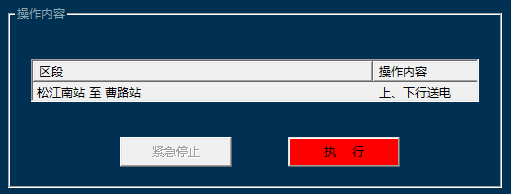 操作内容
区段 操作内容
松江南站 至 曹路站 上、下行送电
紧急停止 执 行